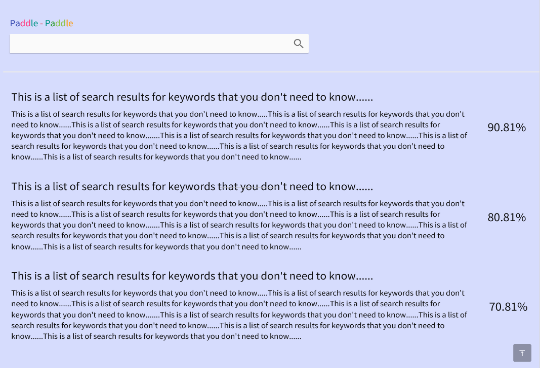 Paddle - Paddle
This is a list of search results for keywords that you don't need to know......
This is a list of search results for keywords that you don't need to know.....This is a list of search results for keywords that you don't
need to know......This is a list of search results for keywords that you don't need to know......This is a list of search results for
keywords that you don't need to know.......This is a list of search results for keywords that you don't need to know......This is a list of
search results for keywords that you don't need to know......This is a list of search results for keywords that you don't need to
know......This is a list of search results for keywords that you don't need to know......
90.81%
This is a list of search results for keywords that you don't need to know......
This is a list of search results for keywords that you don't need to know.....This is a list of search results for keywords that you don't
need to know......This is a list of search results for keywords that you don't need to know......This is a list of search results for
keywords that you don't need to know.......This is a list of search results for keywords that you don't need to know......This is a list of
search results for keywords that you don't need to know......This is a list of search results for keywords that you don't need to
know......This is a list of search results for keywords that you don't need to know......
80.81%
This is a list of search results for keywords that you don't need to know......
This is a list of search results for keywords that you don't need to know.....This is a list of search results for keywords that you don't
need to know......This is a list of search results for keywords that you don't need to know......This is a list of search results for
keywords that you don't need to know.......This is a list of search results for keywords that you don't need to know......This is a list of
search results for keywords that you don't need to know......This is a list of search results for keywords that you don't need to
know......This is a list of search results for keywords that you don't need to know......
70.81%